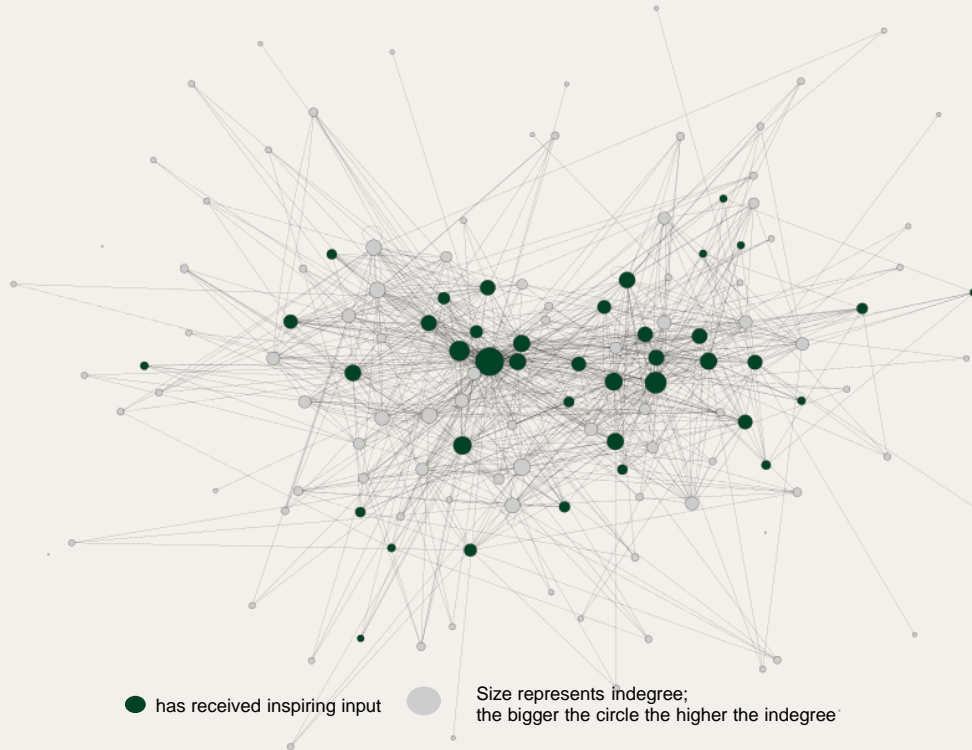 has received inspiring input
Size represents indegree;
the bigger the circle the higher the indegree